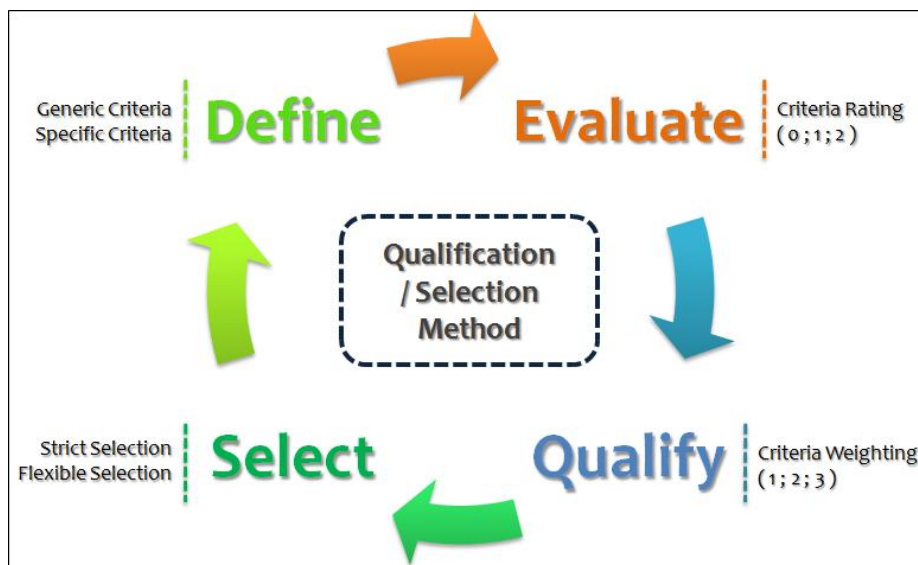 Generic Criteria
Specific Criteria
Define
Evaluate
Criteria Rating
( 0 ; 1 ; 2 )
Qualification
/ Selection
Method
Strict Selection
Flexible Selection
Select
Qualify
Criteria Weighting
( 1 ; 2 ; 3 )